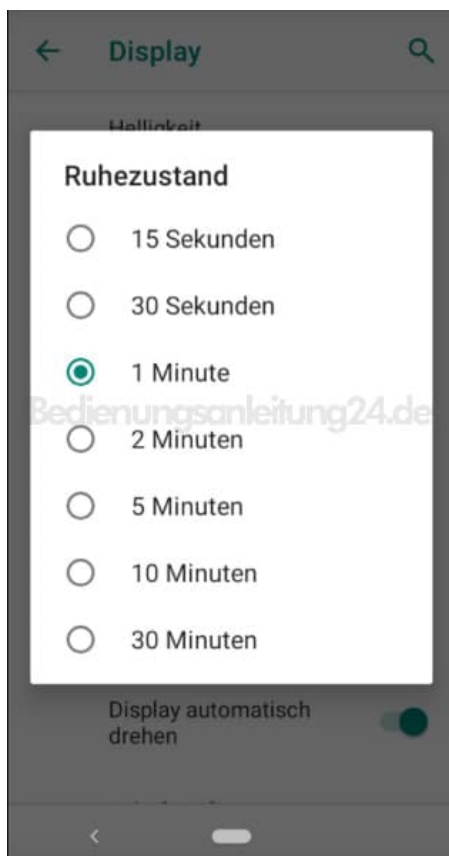 Display
Helligkeit
Ruhezustand
15 Sekunden
30 Sekunden
1 Minute
Bedienungsanleitung24.de
2 Minuten
5 Minuten
10 Minuten
30 Minuten
Display automatisch
drehen